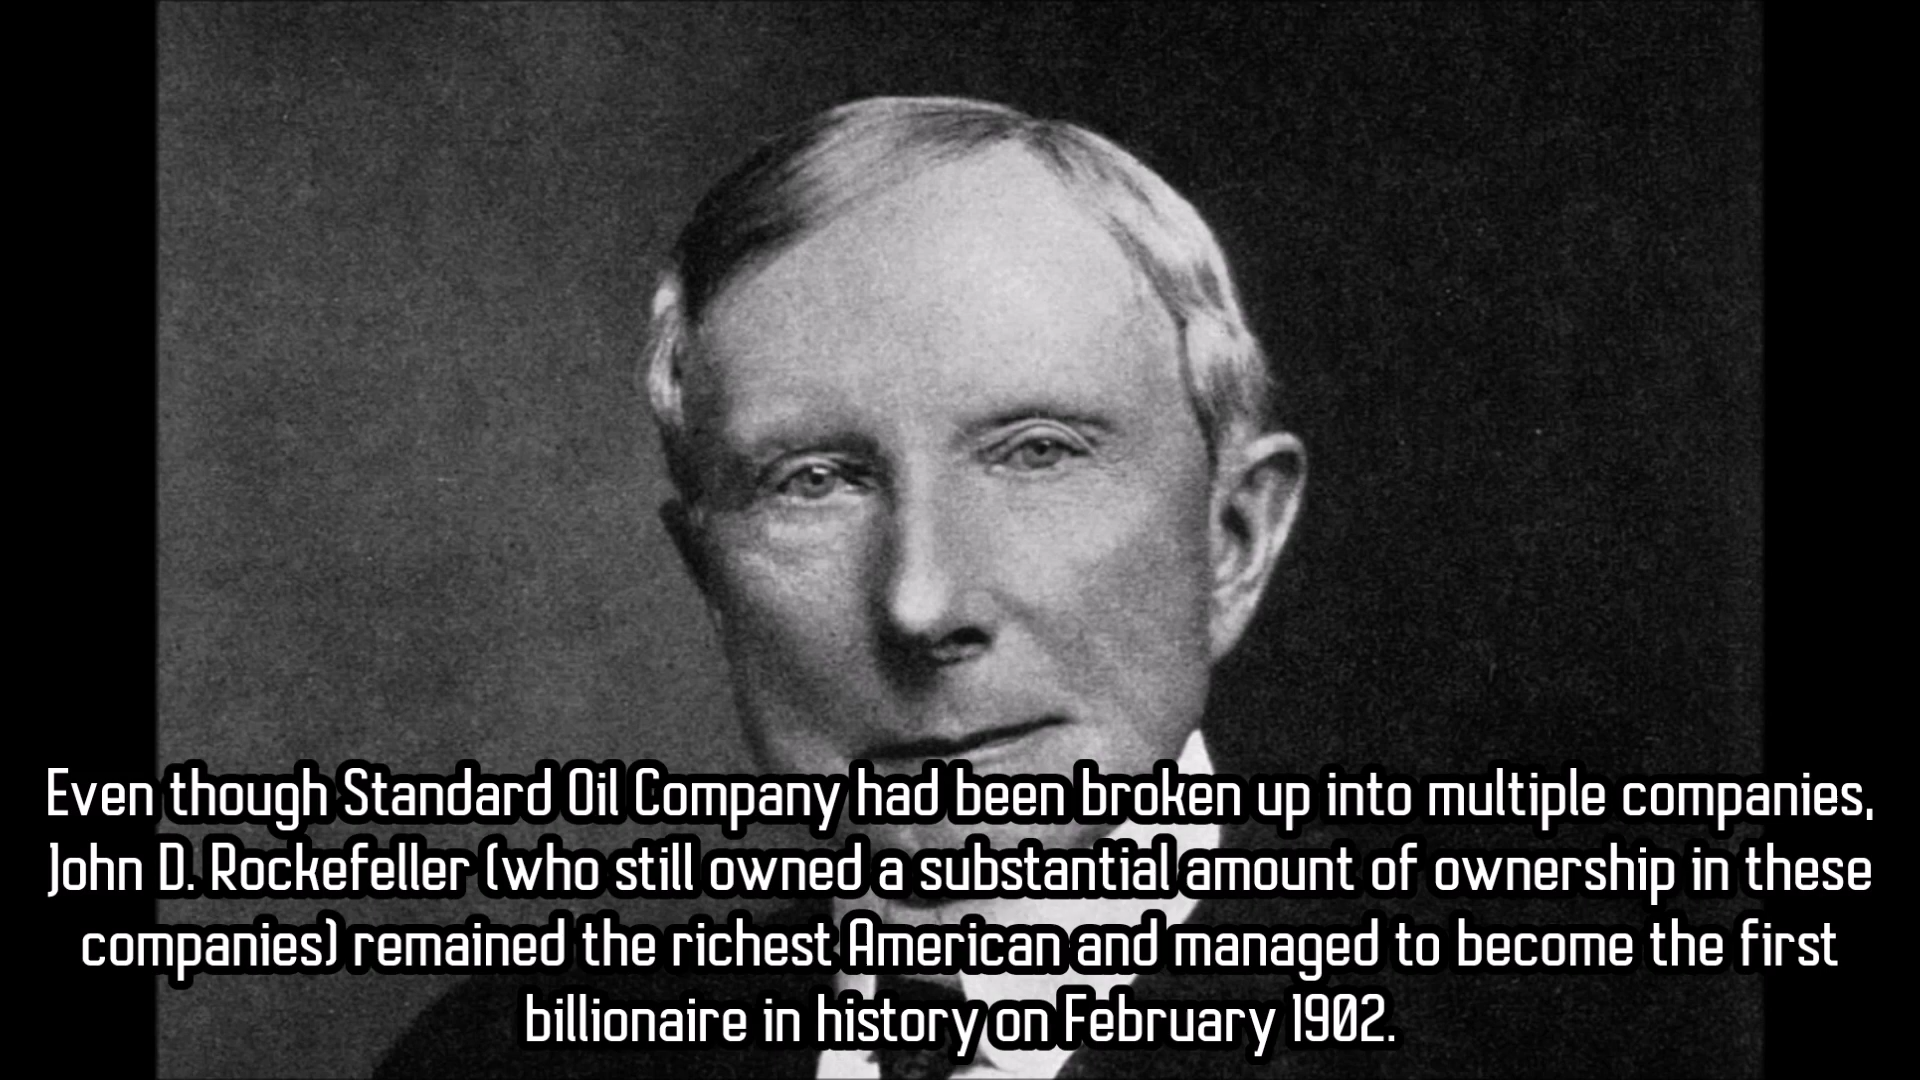 Even though Standard Oil Company had been broken up into multiple companies,
John D. Rockefeller (who still owned a substantial amount of ownership in these
companies) remained the richest American and managed to become the first
billionaire in history on February 1902.